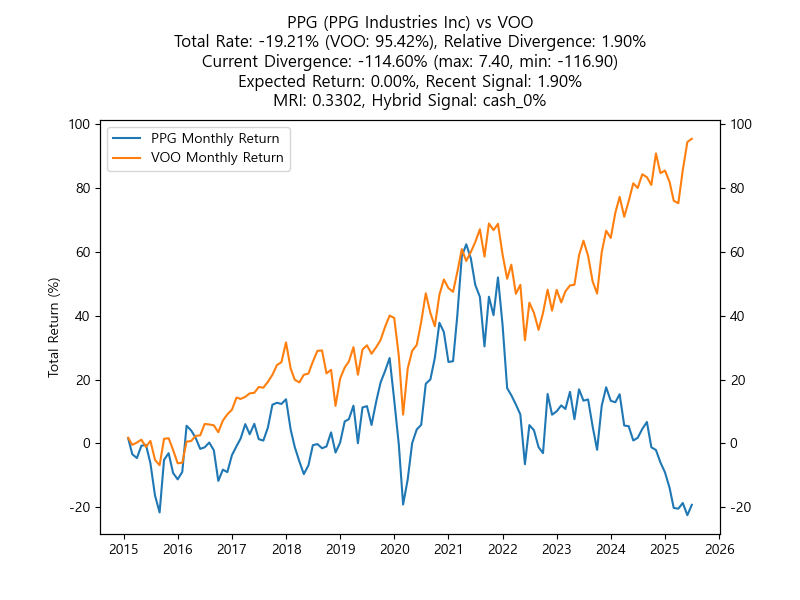 PPG (PPG Industries Inc) vs VOO
Total Rate: -19.21% (VOO: 95.42%), Relative Divergence: 1.90%
Current Divergence: -114.60% (max: 7.40, min: -116.90)
Expected Return: 0.00%, Recent Signal: 1.90%
MRI: 0.3302, Hybrid Signal: cash_0%
PPG Monthly Return
VOO Monthly Return
Total Return (%)
100 100
80 80
60 60
40 40
20 20
0 0
-20 -20
2015 2016 2017 2018 2019 2020 2021 2022 2023 2024 2025 2026